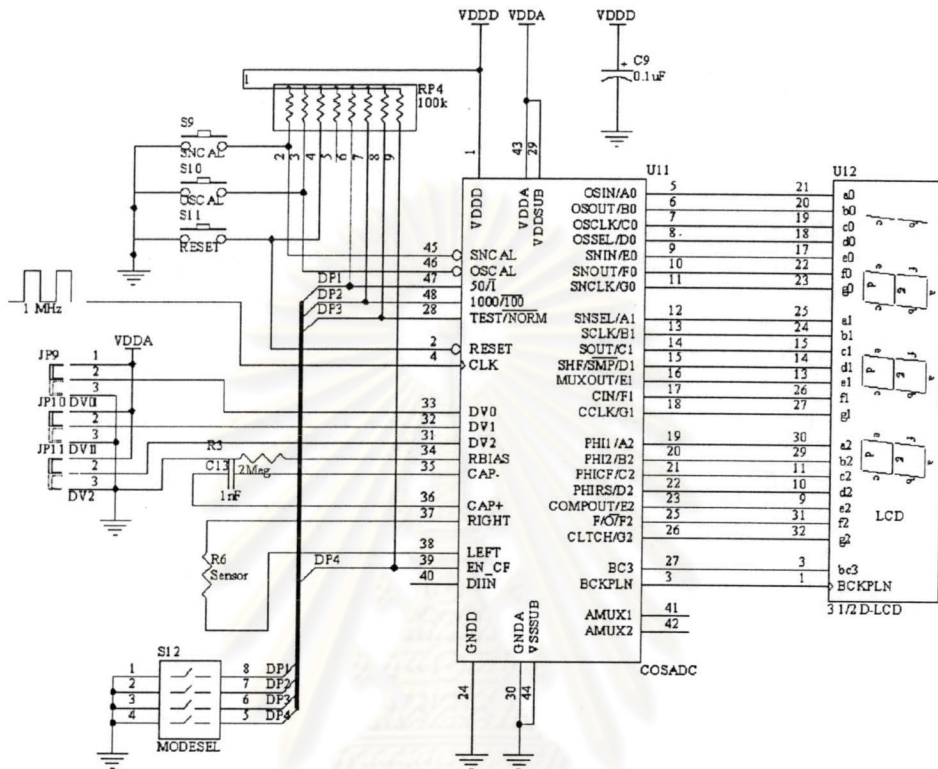 VDDD
VDDA
VDDD
C9
0.1uF
1
RP4
100k
S9
SNCAL
S10
OSCAL
S11
RESET
2
3
4
5
6
7
8
9
1
43
29
U11
U12
VDDD
VDDA
VDDSUB
45
SNCAL
46
OSCAL
47
50/1
48
1000/100
28
TEST/NORM
2
RESET
4
CLK
33
DV0
32
DV1
31
DV2
34
RBIAS
35
CAP-
36
CAP+
37
RIGHT
38
LEFT
39
EN_CF
40
DIIN
DP1
DP2
DP3
DP4
1 MHz
VDDA
JP9
1
2
3
JP10
DV0
1
2
3
JP11
DV1
1
2
3
DV2
R3
2Meg
C13
1nF
R6
Sensor
OSIN/A0
5
21
a0
OSOUT/B0
6
20
b0
OSCLK/C0
7
19
c0
OSSEL/D0
8
18
d0
SNIN/E0
9
17
e0
SNOUT/F0
10
22
f0
SNCLK/G0
11
23
g0
SNSEL/A1
12
25
a1
SCLK/B1
13
24
b1
SOUT/C1
14
15
c1
SHF/SMP/D1
15
14
d1
MUXOUT/E1
16
13
e1
CIN/F1
17
26
f1
CCLK/G1
18
27
g1
PHI1/A2
19
30
a2
PHI2/B2
20
29
b2
PHICF/C2
21
11
c2
PHIRS/D2
22
10
d2
COMPOUT/E2
23
9
e2
F/O/F2
25
31
f2
CLTCH/G2
26
32
g2
LCD
BC3
27
3
bc3
BCKPLN
3
1
BCKPLN
AMUX1
41
AMUX2
42
3 1/2 D-LCD
GNDD
GNDA
VSSSUB
COSADC
24
30
44
S12
1
8
DP1
2
7
DP2
3
6
DP3
4
5
DP4
MODESEL